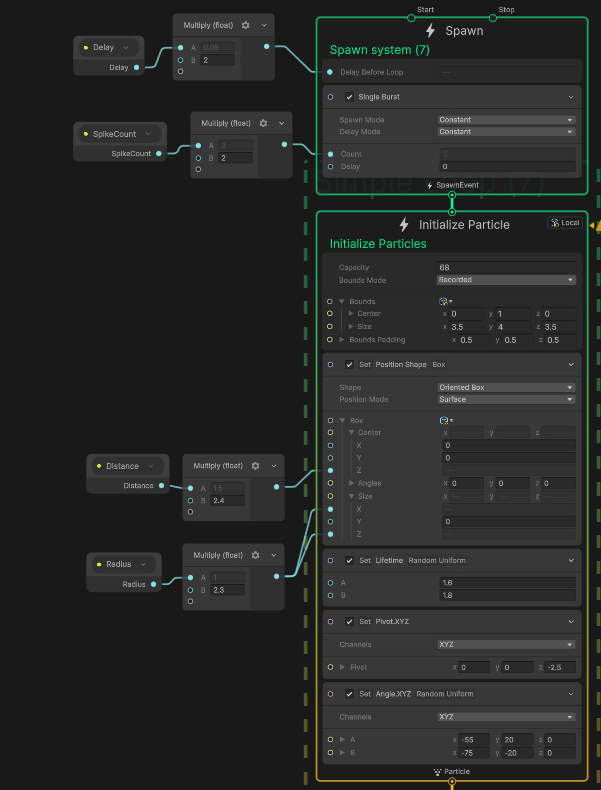 Start
Stop
Multiply (float)
Spawn
Delay
A 0.05
B 2
Delay
Spawn system (7)
Delay Before Loop
Single Burst
Spawn Mode Constant
Delay Mode Constant
Multiply (float)
SpikeCount
A 3
B 2
SpikeCount
Count
Delay 0
SpawnEvent
Initialize Particle
Local
Initialize Particles
Capacity 68
Bounds Mode Recorded
Bounds
Center x 0 y 1 z 0
Size x 3.5 y 4 z 3.5
Bounds Padding x 0.5 y 0.5 z 0.5
Set Position Shape Box
Shape Oriented Box
Position Mode Surface
Box
Center x y z
X 0
Y 0
Z
Distance
Multiply (float)
Distance
A 1.5
B 2.4
Angles x 0 y 0 z 0
Size x y z
X
Y 0
Z
Radius
Multiply (float)
Radius
A 1
B 2.3
Set Lifetime Random Uniform
A 1.6
B 1.8
Set Pivot.XYZ
Channels XYZ
Pivot x 0 y 0 z -2.5
Set Angle.XYZ Random Uniform
Channels XYZ
A x -55 y 20 z 0
B x -75 y -20 z 0
Particle